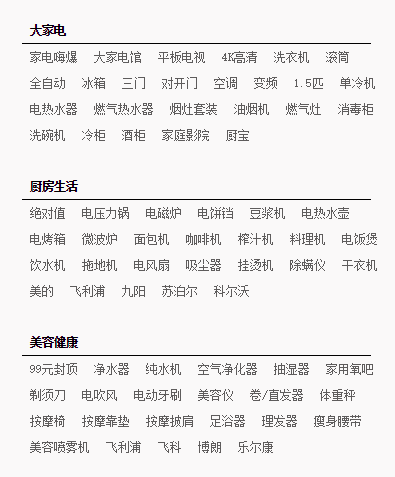 大家电
家电嗨爆 大家电馆 平板电视 4K高清 洗衣机 滚筒
全自动 冰箱 三门 对开门 空调 变频 1.5匹 单冷机
电热水器 燃气热水器 烟灶套装 油烟机 燃气灶 消毒柜
洗碗机 冷柜 酒柜 家庭影院 厨宝
厨房生活
绝对值 电压力锅 电磁炉 电饼铛 豆浆机 电热水壶
电烤箱 微波炉 面包机 咖啡机 榨汁机 料理机 电饭煲
饮水机 拖地机 电风扇 吸尘器 挂烫机 除螨仪 干衣机
美的 飞利浦 九阳 苏泊尔 科尔沃
美容健康
99元封顶 净水器 纯水机 空气净化器 抽湿器 家用氧吧
剃须刀 电吹风 电动牙刷 美容仪 卷/直发器 体重秤
按摩椅 按摩靠垫 按摩披肩 足浴器 理发器 瘦身腰带
美容喷雾机 飞利浦 飞科 博朗 乐尔康